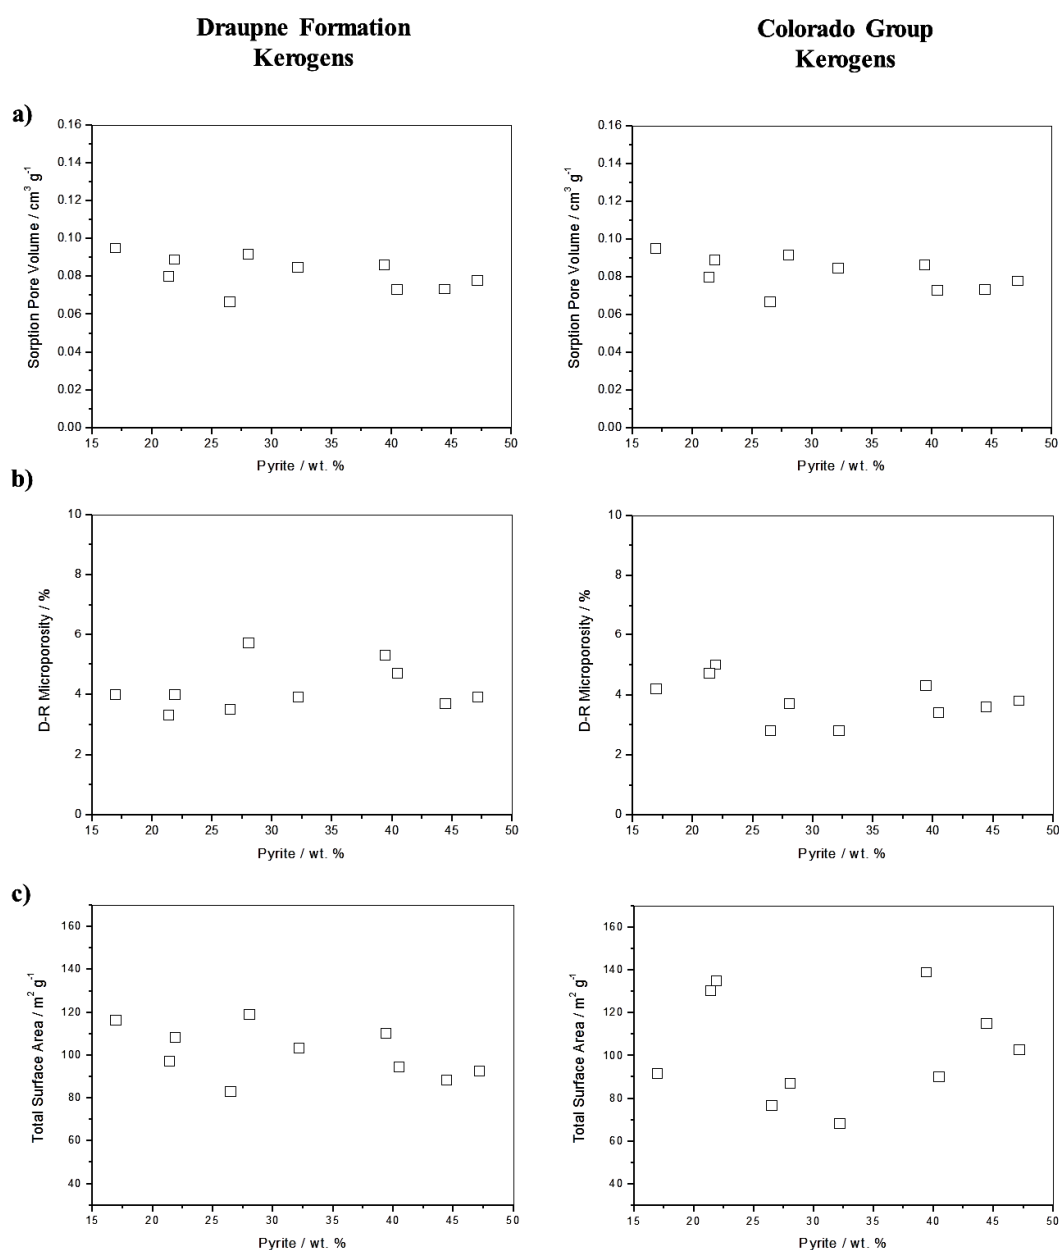 Draupne Formation
Kerogens
Colorado Group
Kerogens
a)
0.16
0.14
0.12
0.10
0.08
0.06
0.04
0.02
0.00
Sorption Pore Volume / cm³ g⁻¹
15 20 25 30 35 40 45 50
Pyrite / wt. %
0.16
0.14
0.12
0.10
0.08
0.06
0.04
0.02
0.00
Sorption Pore Volume / cm³ g⁻¹
15 20 25 30 35 40 45 50
Pyrite / wt. %
b)
10
8
6
4
2
0
D-R Microporosity / %
15 20 25 30 35 40 45 50
Pyrite / wt. %
10
8
6
4
2
0
D-R Microporosity / %
15 20 25 30 35 40 45 50
Pyrite / wt. %
c)
160
140
120
100
80
60
40
Total Surface Area / m² g⁻¹
15 20 25 30 35 40 45 50
Pyrite / wt. %
160
140
120
100
80
60
40
Total Surface Area / m² g⁻¹
15 20 25 30 35 40 45 50
Pyrite / wt. %